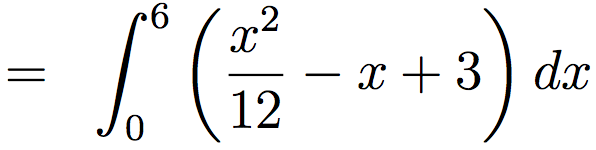 = ∫₀⁶ (x²/12 − x + 3) dx